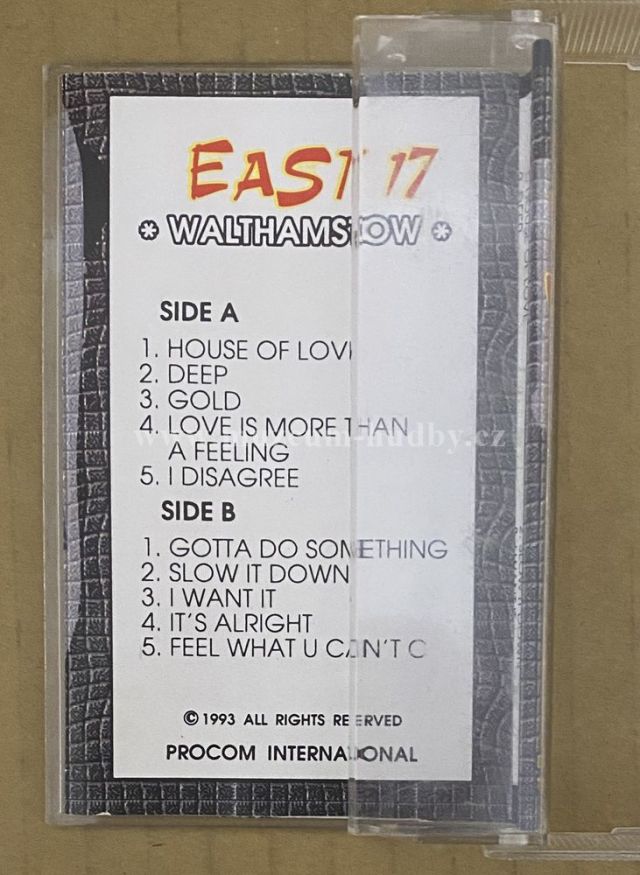 EAST 17
* WALTHAMSTOW *
SIDE A
1. HOUSE OF LOVE
2. DEEP
3. GOLD
4. LOVE IS MORE THAN
A FEELING
5. I DISAGREE
SIDE B
1. GOTTA DO SOMETHING
2. SLOW IT DOWN
3. I WANT IT
4. IT'S ALRIGHT
5. FEEL WHAT U CAN'T C
© 1993 ALL RIGHTS RESERVED
PROCOM INTERNATIONAL